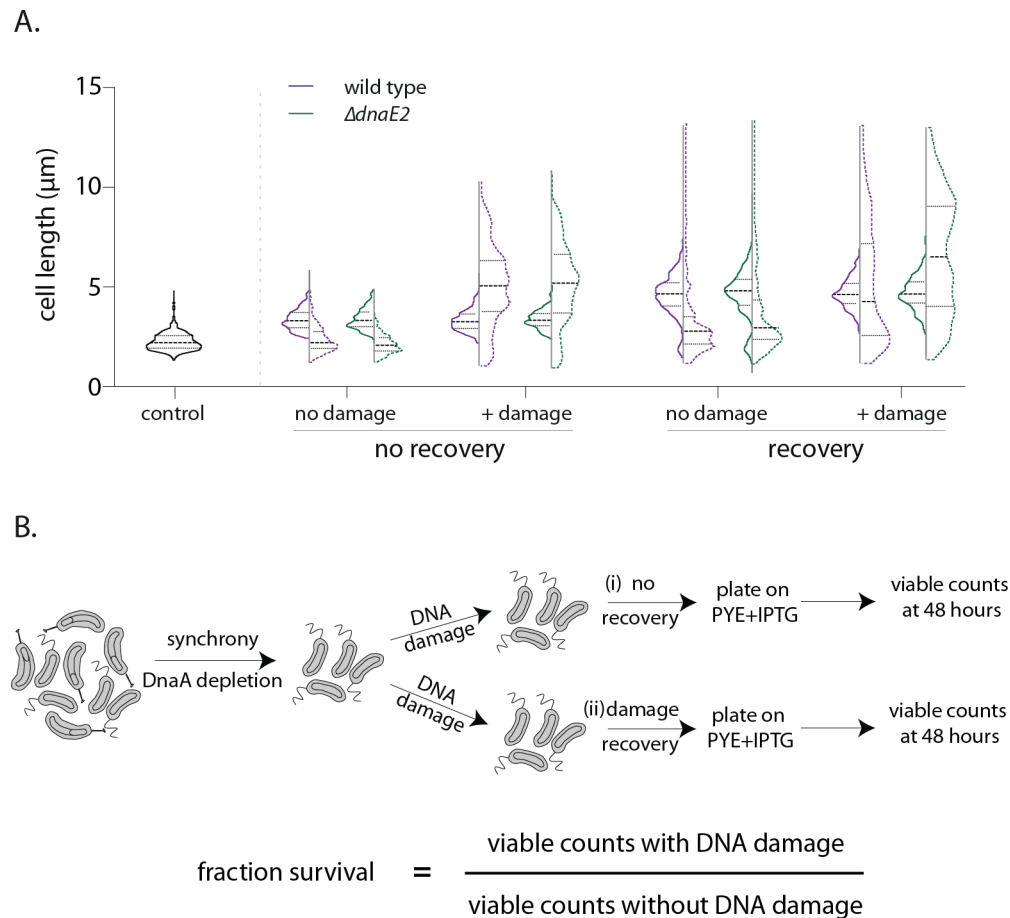 A.
15
10
5
0
cell length (μm)
wild type
ΔdnaE2
control
no damage
+ damage
no damage
+ damage
no recovery
recovery
B.
synchrony
DnaA depletion
DNA
damage
(i) no
recovery
plate on
PYE+IPTG
viable counts
at 48 hours
DNA
damage
(ii) damage
recovery
plate on
PYE+IPTG
viable counts
at 48 hours
fraction survival = viable counts with DNA damage
viable counts without DNA damage